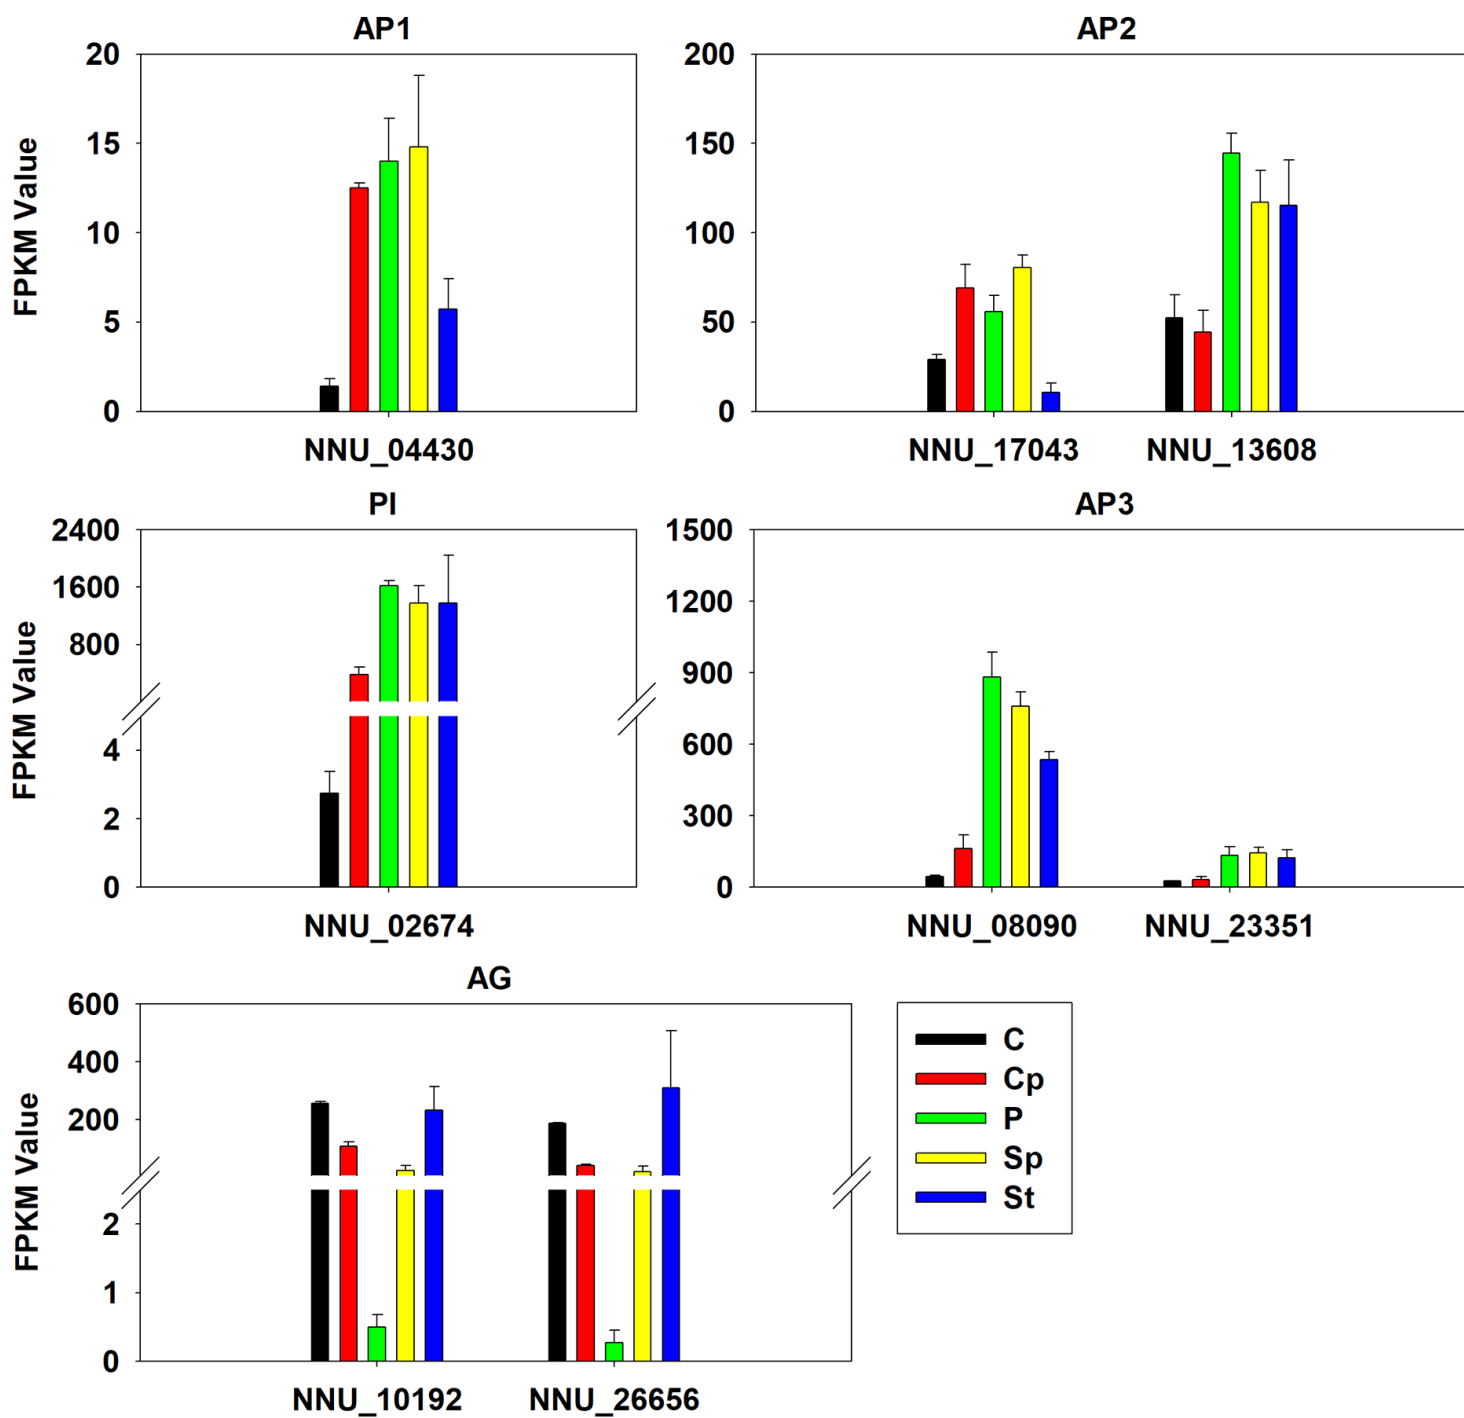 AP1
20
15
10
5
0
FPKM Value
NNU_04430
AP2
200
150
100
50
0
NNU_17043 NNU_13608
PI
2400
1600
800
4
2
0
FPKM Value
NNU_02674
AP3
1500
1200
900
600
300
0
NNU_08090 NNU_23351
AG
600
400
200
2
1
0
FPKM Value
NNU_10192 NNU_26656
C
Cp
P
Sp
St